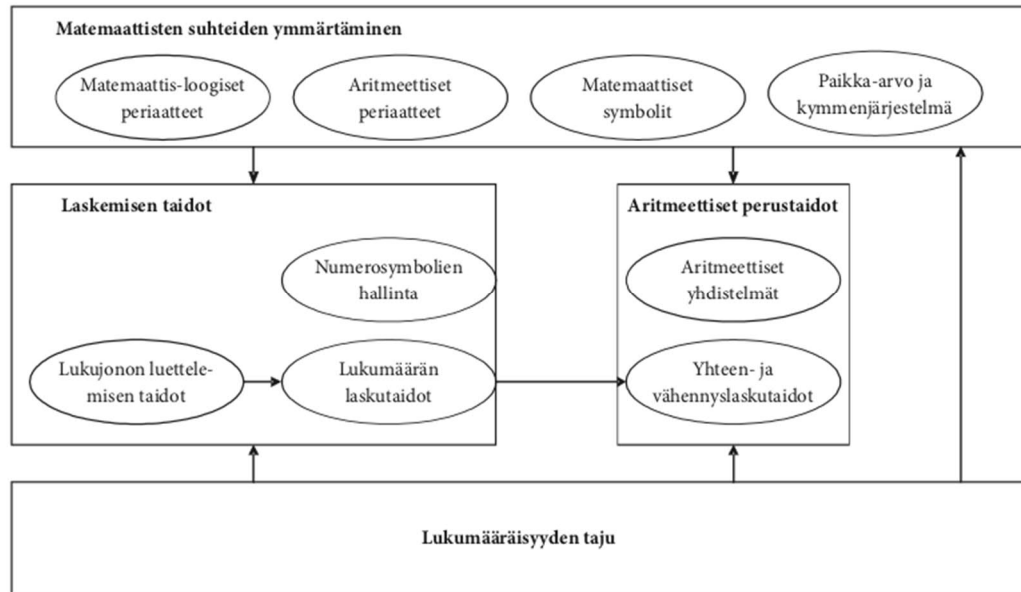 Matemaattisten suhteiden ymmärtäminen
Matemaattis-loogiset
periaatteet
Aritmeettiset
periaatteet
Matemaattiset
symbolit
Paikka-arvo ja
kymmenjärjestelmä
Laskemisen taidot
Numerosymbolien
hallinta
Lukujonon luettele-
misen taidot
Lukumäärän
laskutaidot
Aritmeettiset perustaidot
Aritmeettiset
yhdistelmät
Yhteen- ja
vähennyslaskutaidot
Lukumääräisyyden taju